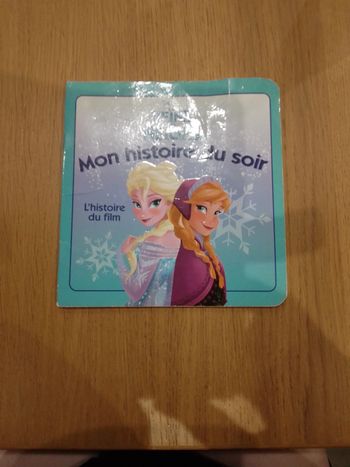 Mon histoire du soir
L'histoire
du film